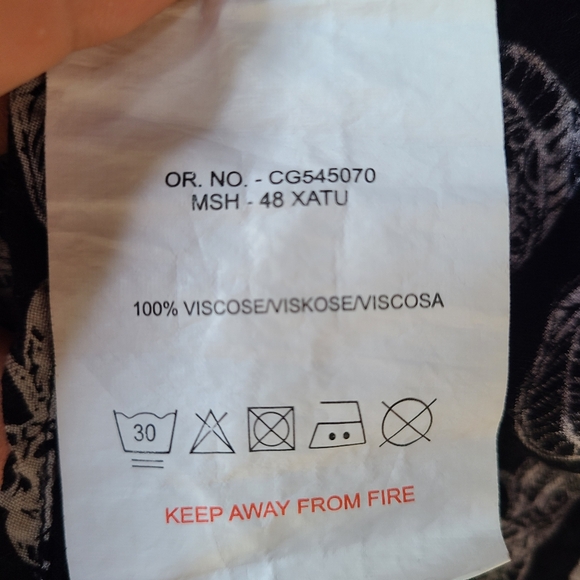 OR. NO. - CG545070
MSH - 48 XATU
100% VISCOSE/VISKOSE/VISCOSA
30
KEEP AWAY FROM FIRE